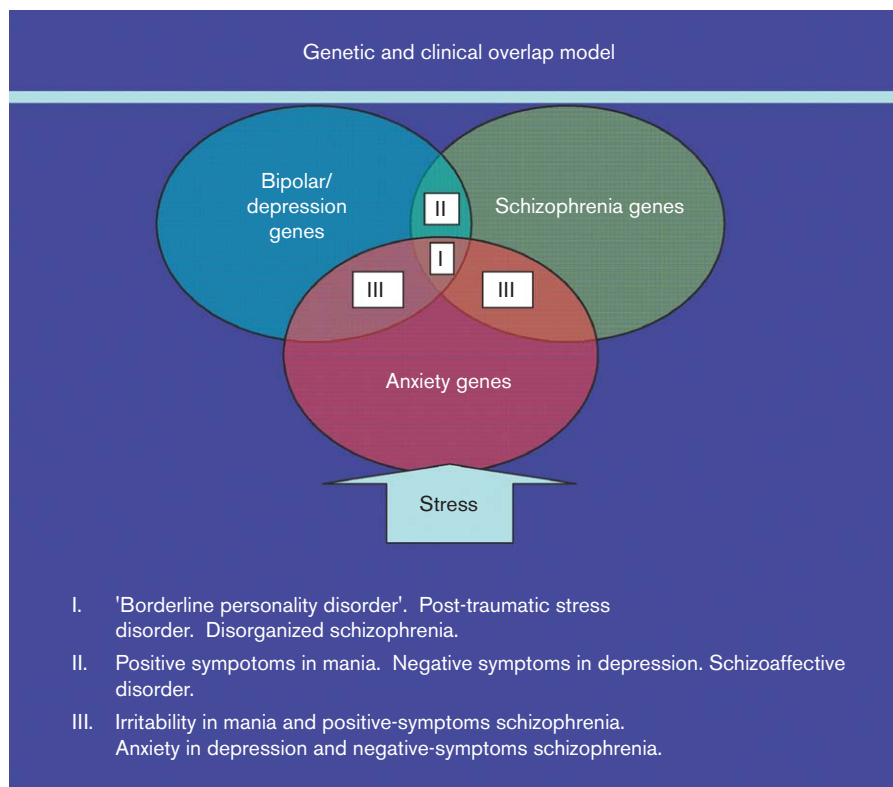 Genetic and clinical overlap model
Bipolar/
depression
genes
II
Schizophrenia genes
I
III
III
Anxiety genes
Stress
I. 'Borderline personality disorder'. Post-traumatic stress
disorder. Disorganized schizophrenia.
II. Positive sympotoms in mania. Negative symptoms in depression. Schizoaffective
disorder.
III. Irritability in mania and positive-symptoms schizophrenia.
Anxiety in depression and negative-symptoms schizophrenia.